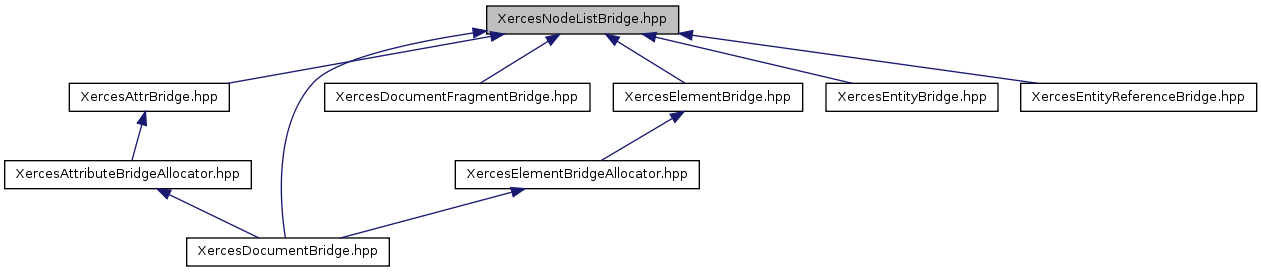 XercesNodeListBridge.hpp
XercesAttrBridge.hpp
XercesDocumentFragmentBridge.hpp
XercesElementBridge.hpp
XercesEntityBridge.hpp
XercesEntityReferenceBridge.hpp
XercesAttributeBridgeAllocator.hpp
XercesElementBridgeAllocator.hpp
XercesDocumentBridge.hpp